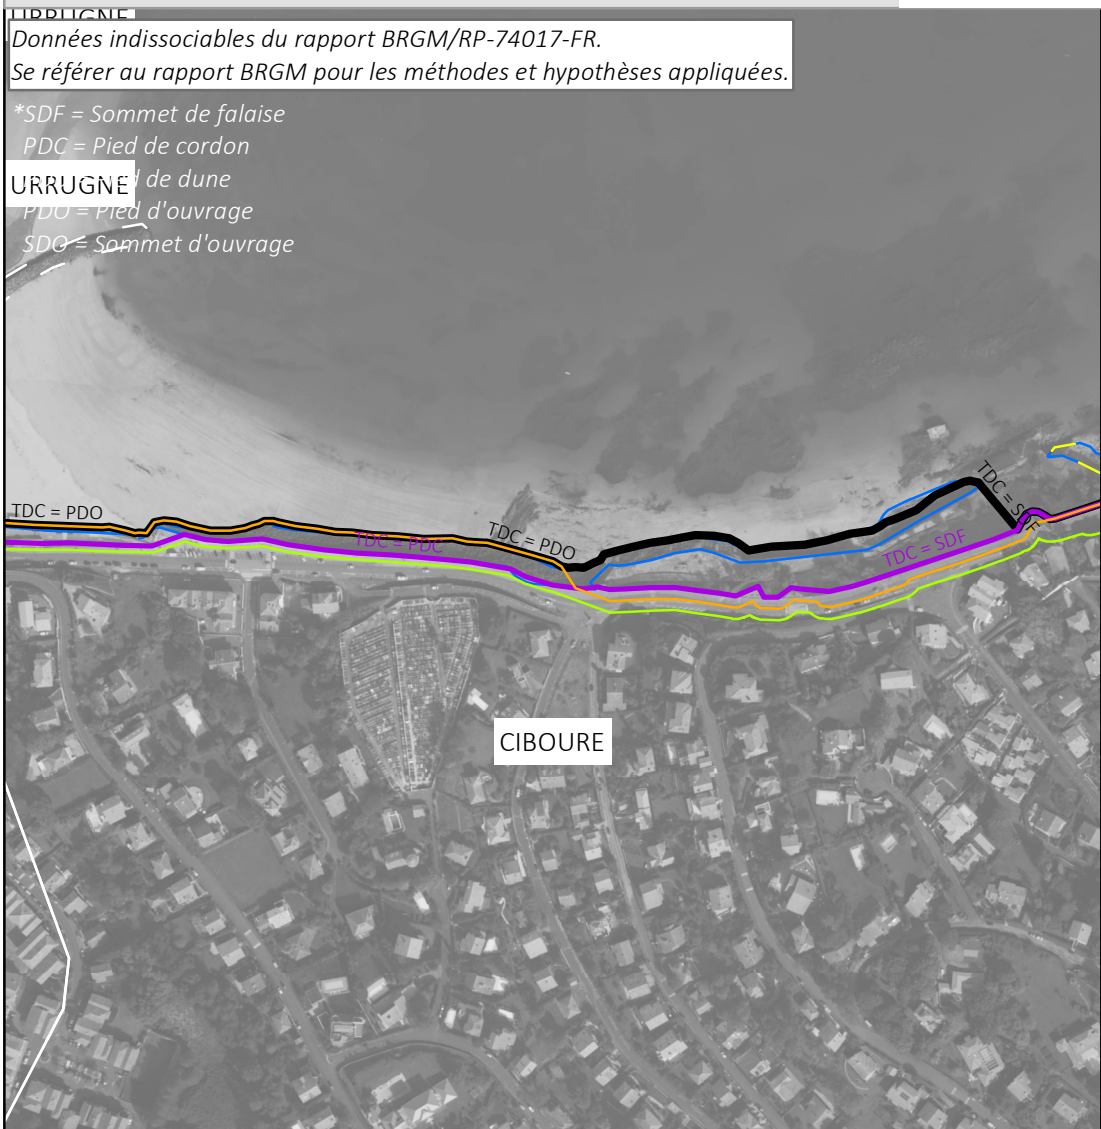 URRUGNE
Données indissociables du rapport BRGM/RP-74017-FR.
Se référer au rapport BRGM pour les méthodes et hypothèses appliquées.
*SDF = Sommet de falaise
PDC = Pied de cordon
URRUGNE
de dune
PDO = Pied d'ouvrage
SDO = Sommet d'ouvrage
TDC = PDO
TDC = PDC
TDC = PDO
TDC = SDF
TDC = SDF
CIBOURE